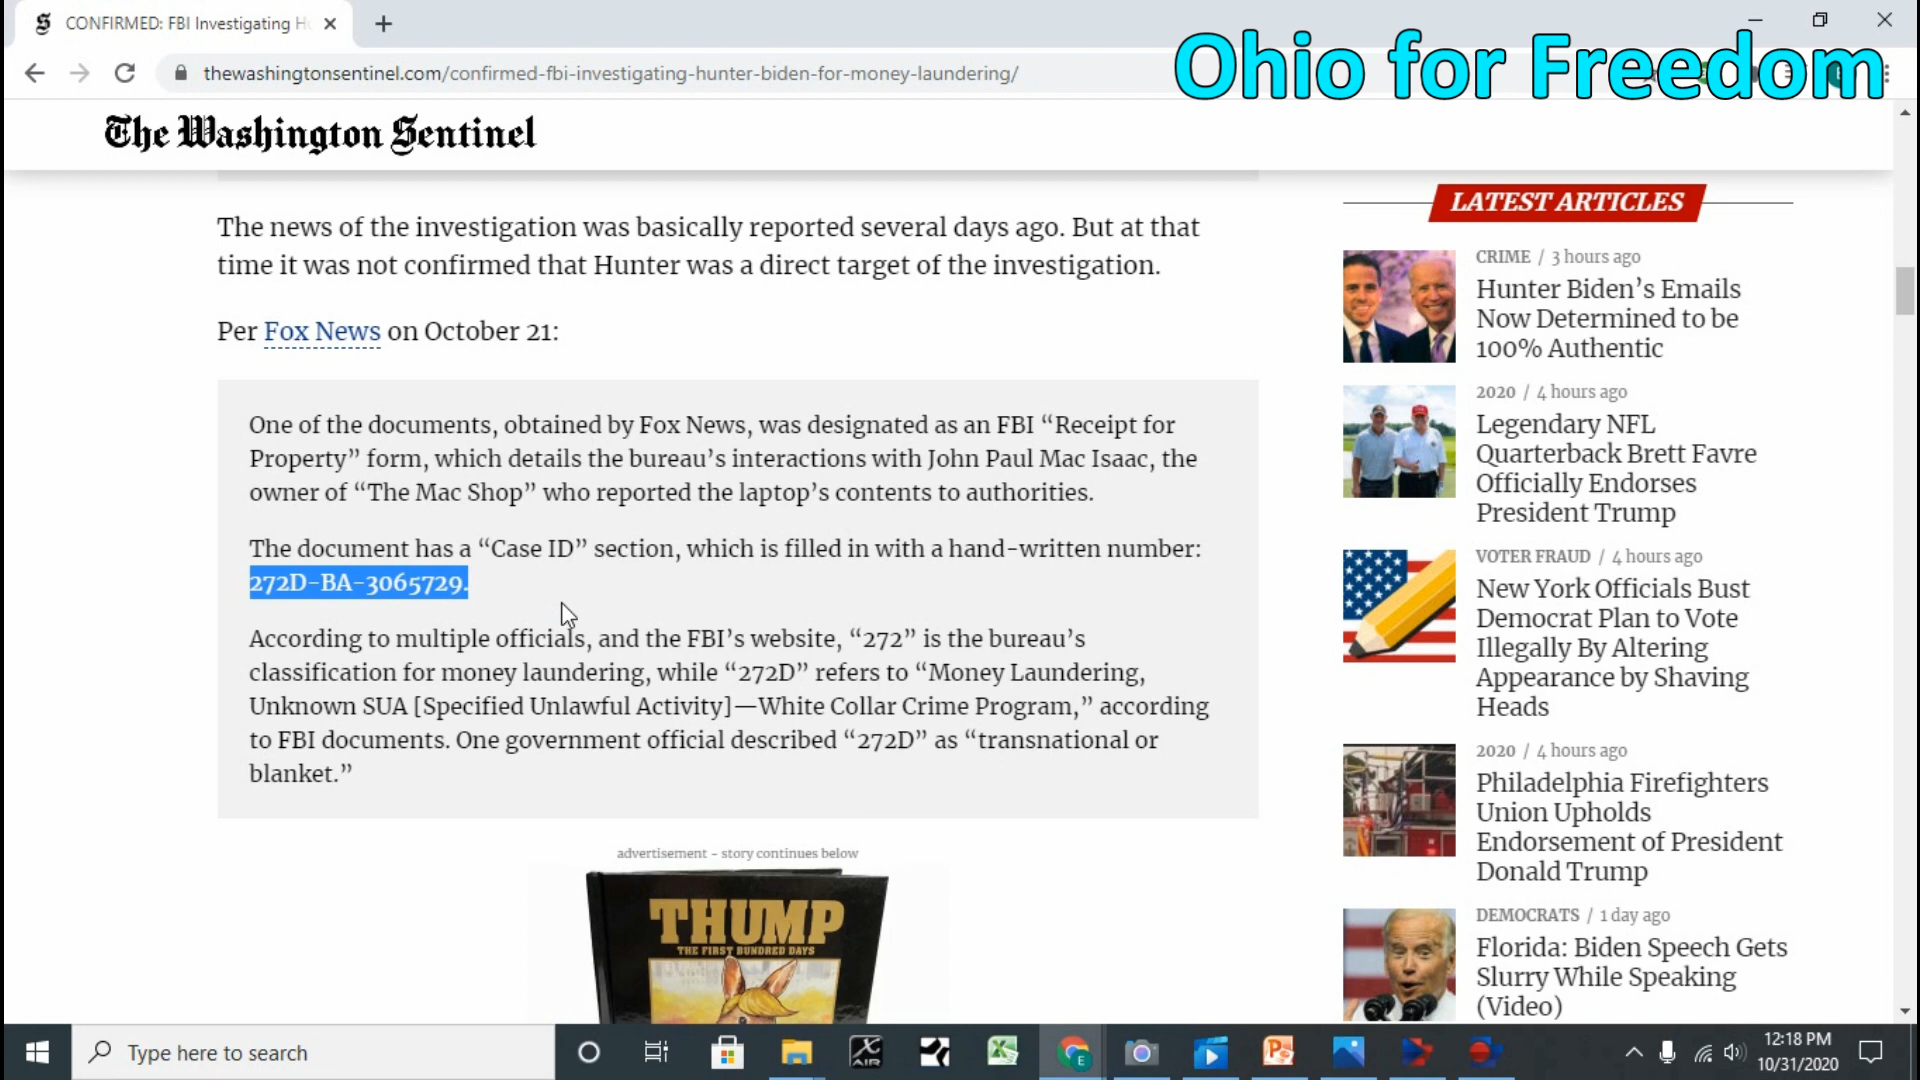 CONFIRMED: FBI Investigating H
Ohio for Freedom
thewashingtonsentinel.com/confirmed-fbi-investigating-hunter-biden-for-money-laundering/
The Washington Sentinel
The news of the investigation was basically reported several days ago. But at that
time it was not confirmed that Hunter was a direct target of the investigation.
Per Fox News on October 21:
One of the documents, obtained by Fox News, was designated as an FBI “Receipt for
Property” form, which details the bureau’s interactions with John Paul Mac Isaac, the
owner of “The Mac Shop” who reported the laptop’s contents to authorities.
The document has a “Case ID” section, which is filled in with a hand-written number:
272D-BA-3065729.
According to multiple officials, and the FBI’s website, “272” is the bureau’s
classification for money laundering, while “272D” refers to “Money Laundering,
Unknown SUA [Specified Unlawful Activity]—White Collar Crime Program,” according
to FBI documents. One government official described “272D” as “transnational or
blanket.”
advertisement - story continues below
THUMP
THE FIRST BUNDRED DAYS
LATEST ARTICLES
CRIME / 3 hours ago
Hunter Biden’s Emails
Now Determined to be
100% Authentic
2020 / 4 hours ago
Legendary NFL
Quarterback Brett Favre
Officially Endorses
President Trump
VOTER FRAUD / 4 hours ago
New York Officials Bust
Democrat Plan to Vote
Illegally By Altering
Appearance by Shaving
Heads
2020 / 4 hours ago
Philadelphia Firefighters
Union Upholds
Endorsement of President
Donald Trump
DEMOCRATS / 1 day ago
Florida: Biden Speech Gets
Slurry While Speaking
(Video)
Type here to search
X AIR
E
12:18 PM
10/31/2020